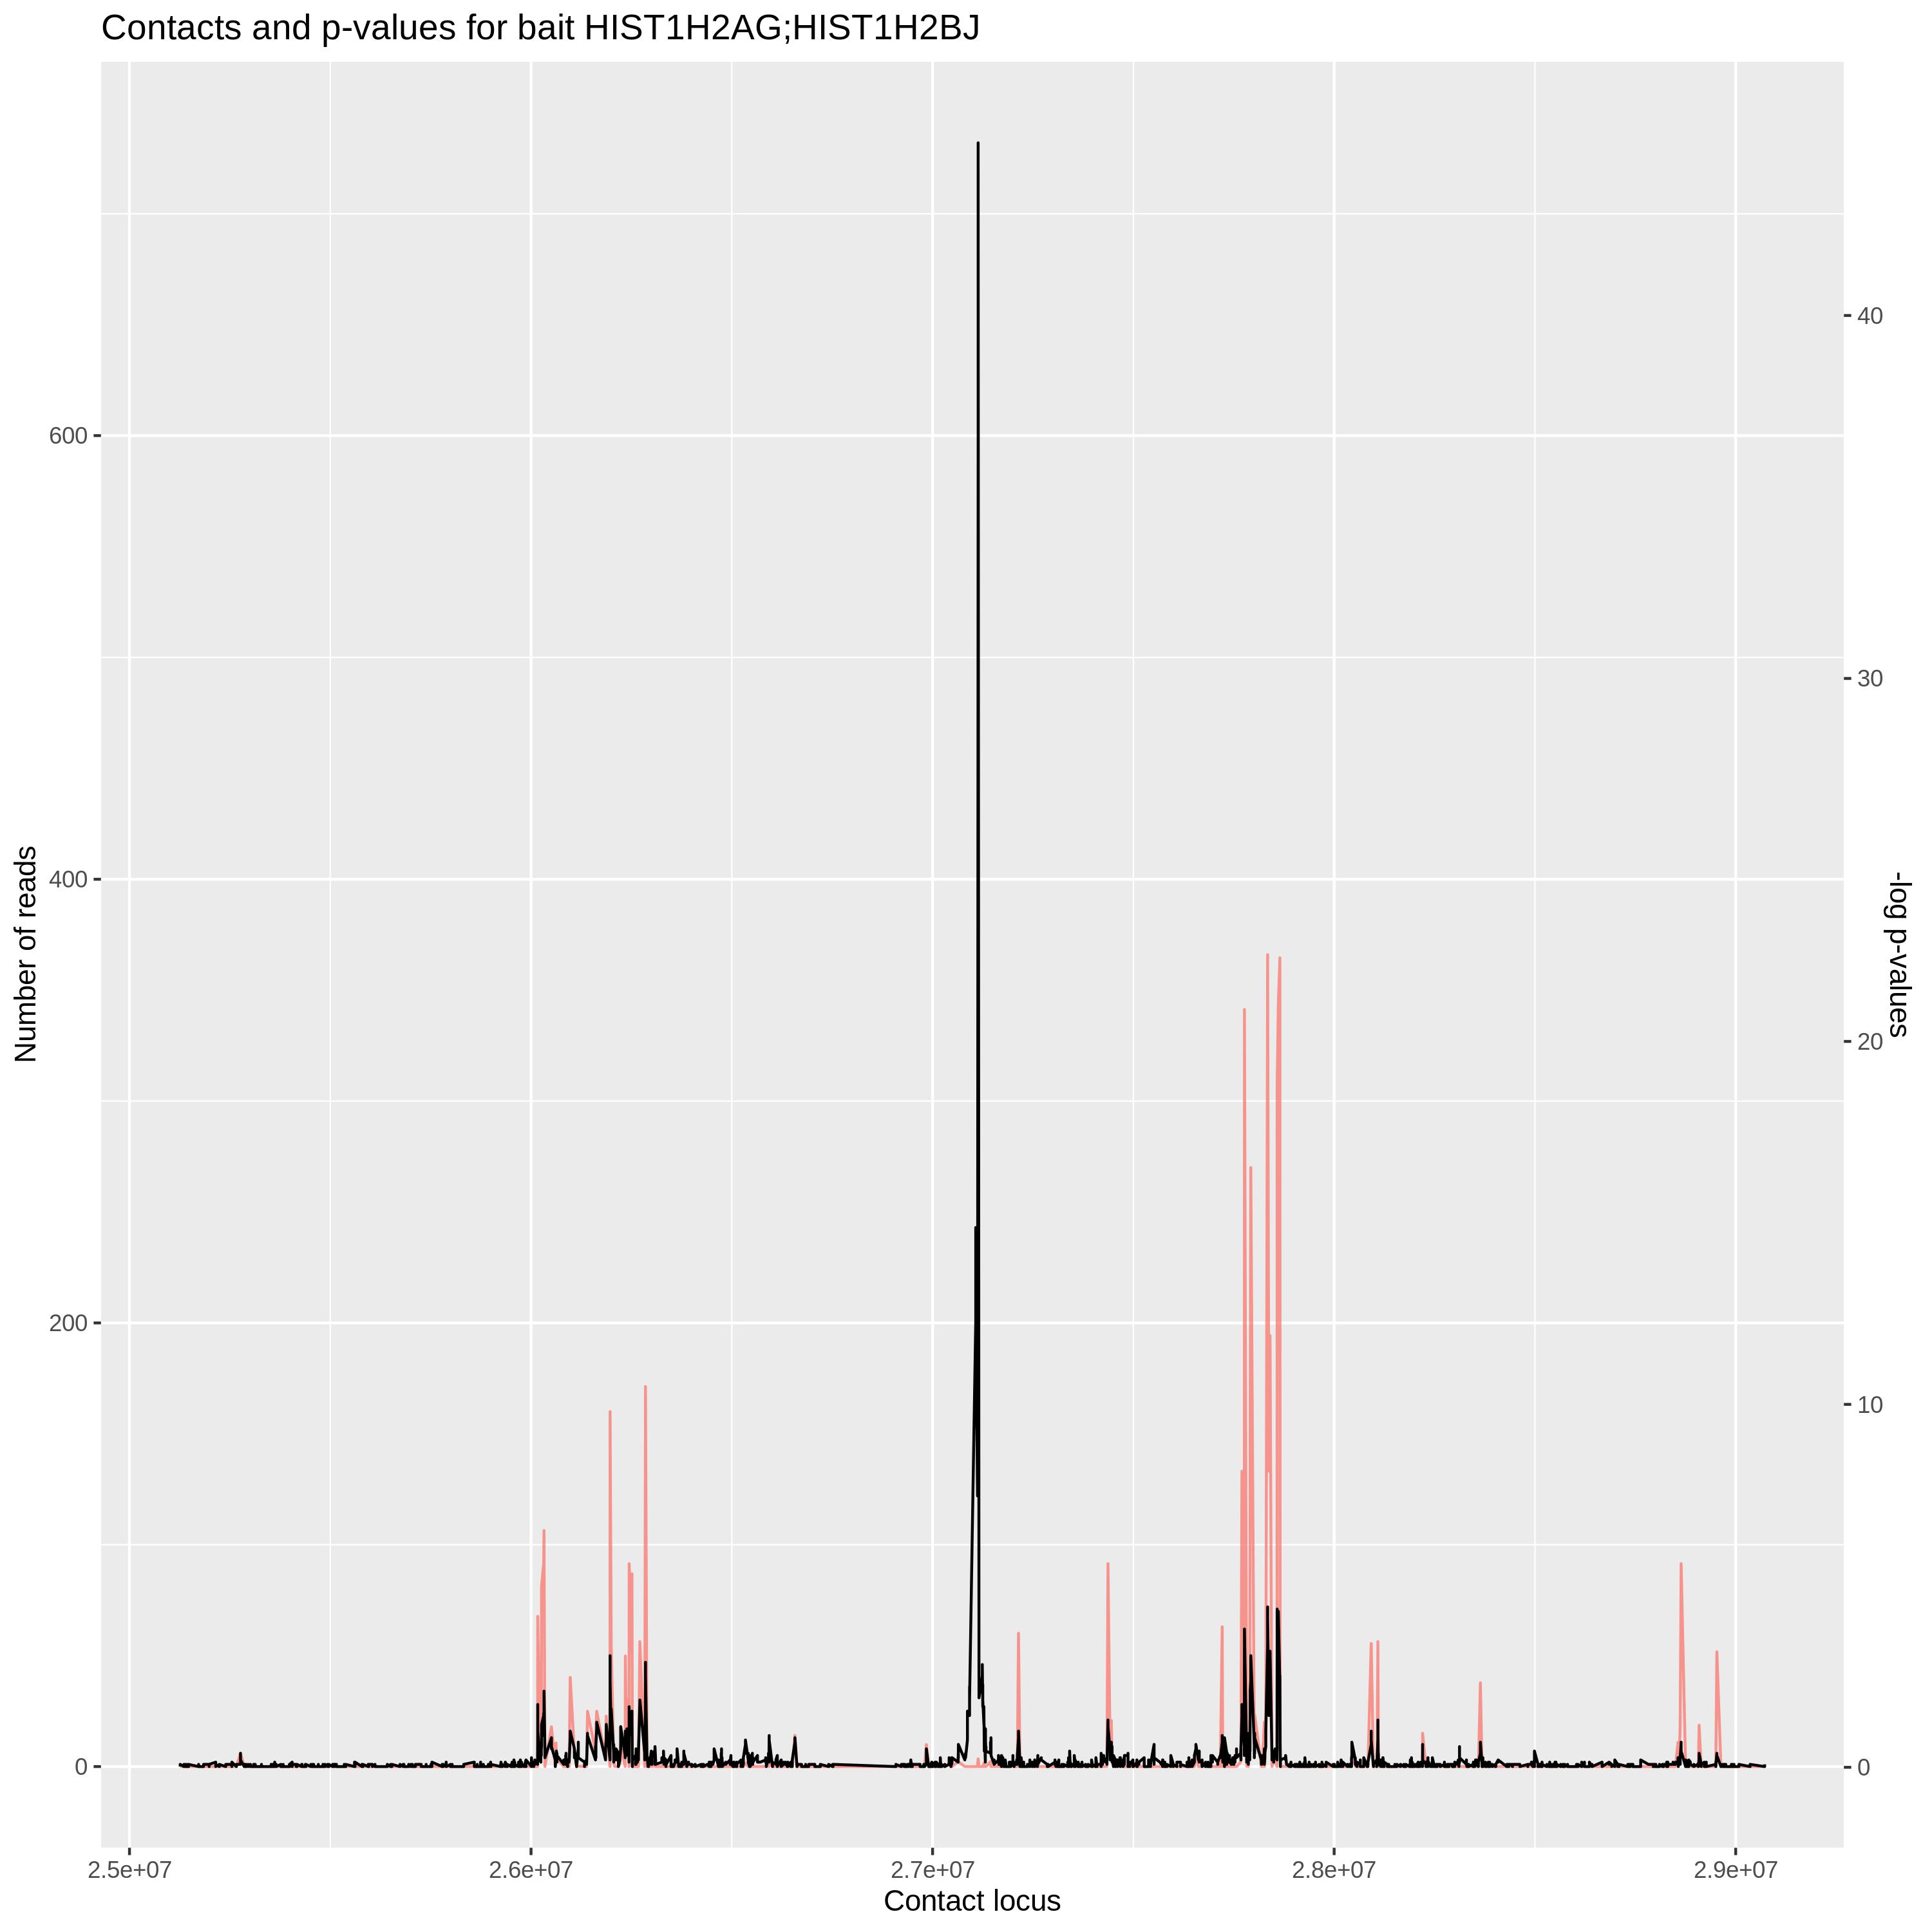 Contacts and p-values for bait HIST1H2AG;HIST1H2BJ
Number of reads
600
400
200
0
40
30
20
10
0
-log p-values
2.5e+07 2.6e+07 2.7e+07 2.8e+07 2.9e+07
Contact locus